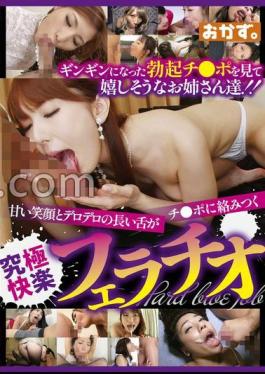 おかず。
ギンギンになった勃起チ●ポを見て
嬉しそうなお姉さん達!!
甘い笑顔とデロデロの長い舌が
チ●ポに絡みつく
究極
快楽
フェラチオ
Hard blow job